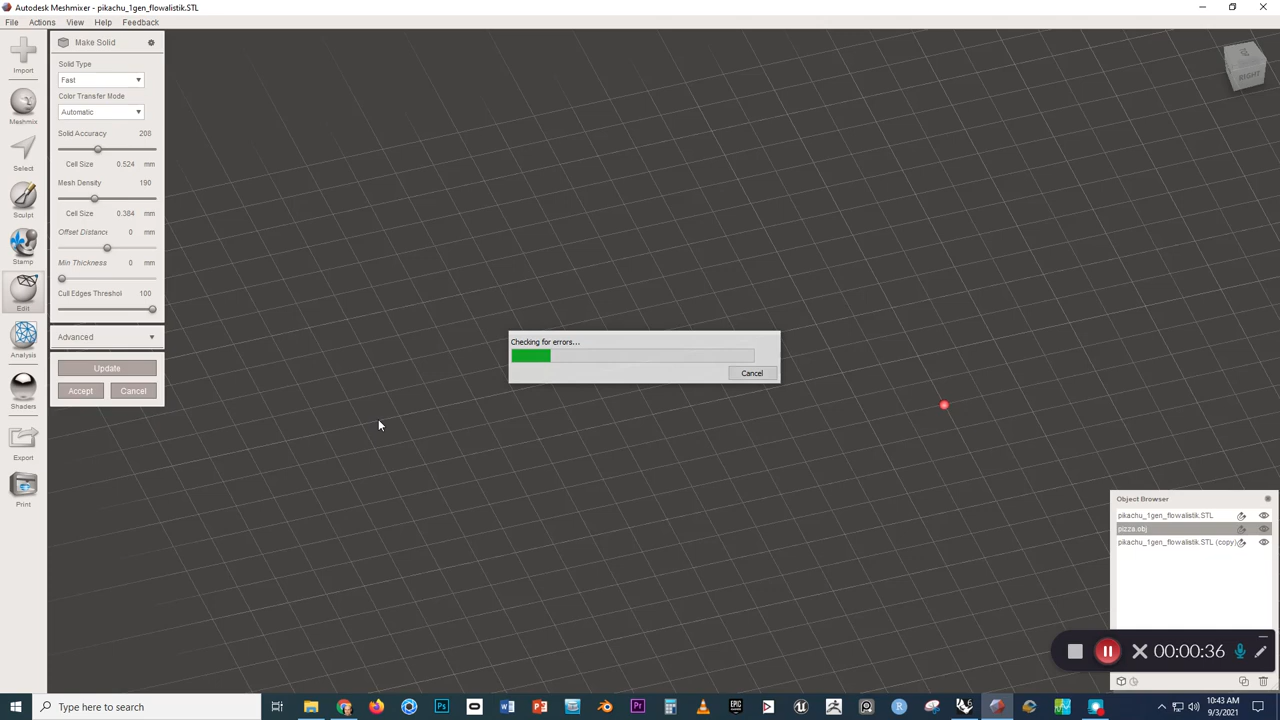 Autodesk Meshmixer - pikachu_1gen_flowalistik.STL
File Actions View Help Feedback
Import
Meshmix
Select
Sculpt
Stamp
Edit
Analysis
Shaders
Export
Print
Make Solid
Solid Type
Fast
Color Transfer Mode
Automatic
Solid Accuracy 208
Cell Size 0.524 mm
Mesh Density 190
Cell Size 0.384 mm
Offset Distance 0 mm
Min Thickness 0 mm
Cull Edges Threshol 100
Advanced
Update
Accept Cancel
RIGHT
Checking for errors...
Cancel
Object Browser
pikachu_1gen_flowalistik.STL
pizza.obj
pikachu_1gen_flowalistik.STL (copy)
00:00:36
Type here to search
10:43 AM
9/3/2021